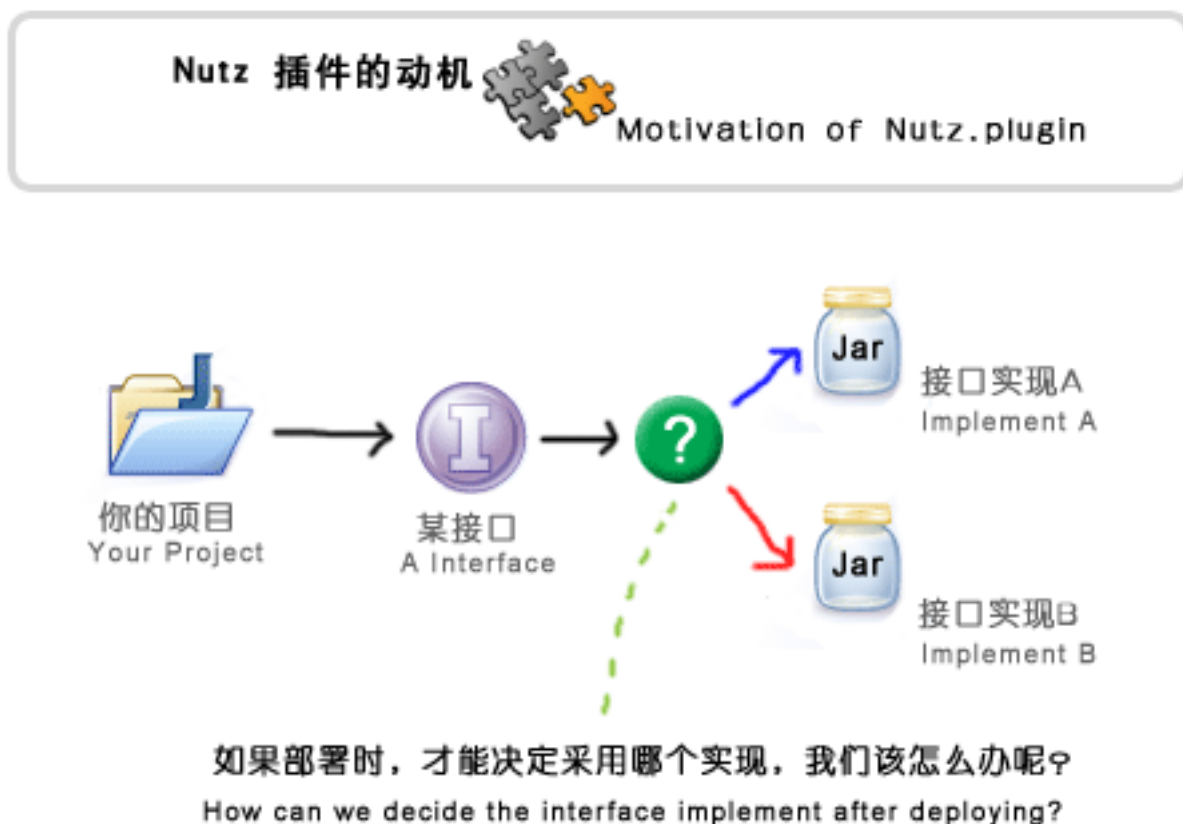 Nutz 插件的动机
Motivation of Nutz.plugin
Jar
接口实现A
Implement A
你的项目
Your Project
某接口
A Interface
?
Jar
接口实现B
Implement B
如果部署时，才能决定采用哪个实现，我们该怎么办呢?
How can we decide the interface implement after deploying?